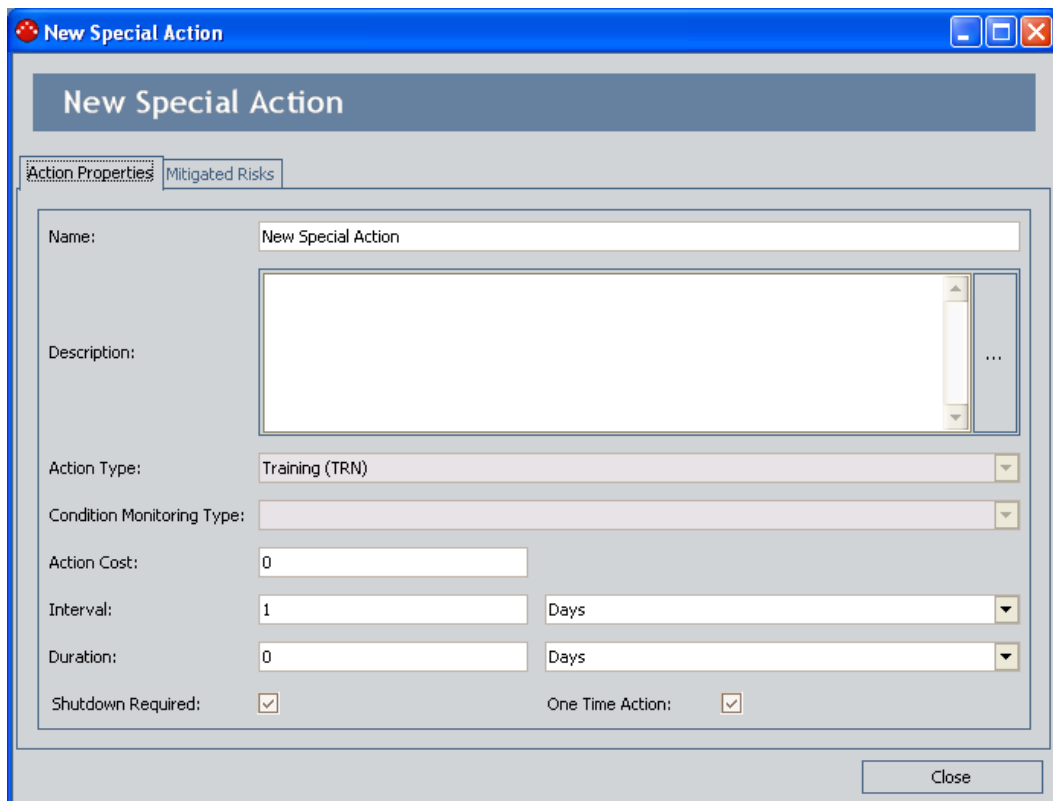 New Special Action
New Special Action
Action Properties Mitigated Risks
Name: New Special Action
Description: ...
Action Type: Training (TRN)
Condition Monitoring Type:
Action Cost: 0
Interval: 1 Days
Duration: 0 Days
Shutdown Required: One Time Action:
Close